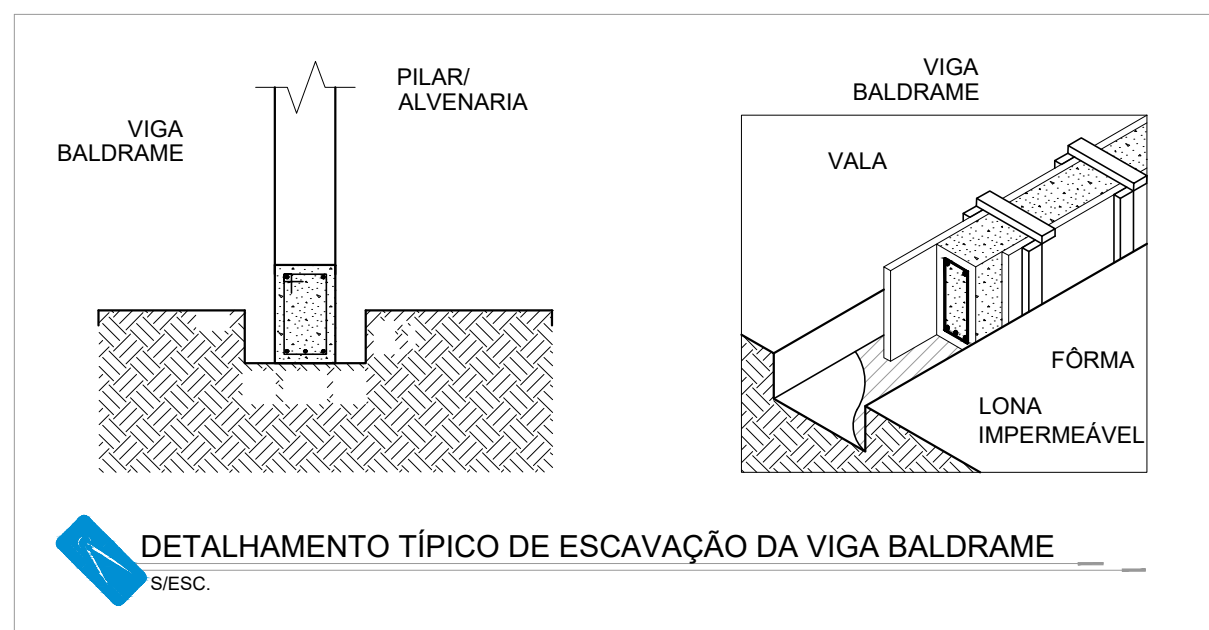 PILAR/
ALVENARIA
VIGA
BALDRAME
VIGA
BALDRAME
VALA
FÔRMA
LONA
IMPERMEÁVEL
DETALHAMENTO TÍPICO DE ESCAVAÇÃO DA VIGA BALDRAME
S/ESC.